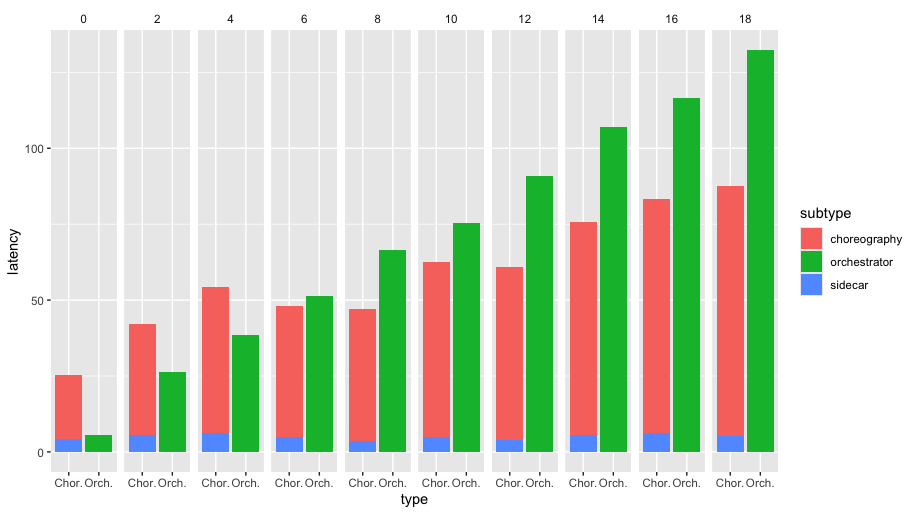 0 2 4 6 8 10 12 14 16 18
latency
100
50
0
Chor. Orch. Chor. Orch. Chor. Orch. Chor. Orch. Chor. Orch. Chor. Orch. Chor. Orch. Chor. Orch. Chor. Orch. Chor. Orch.
type
subtype
choreography
orchestrator
sidecar